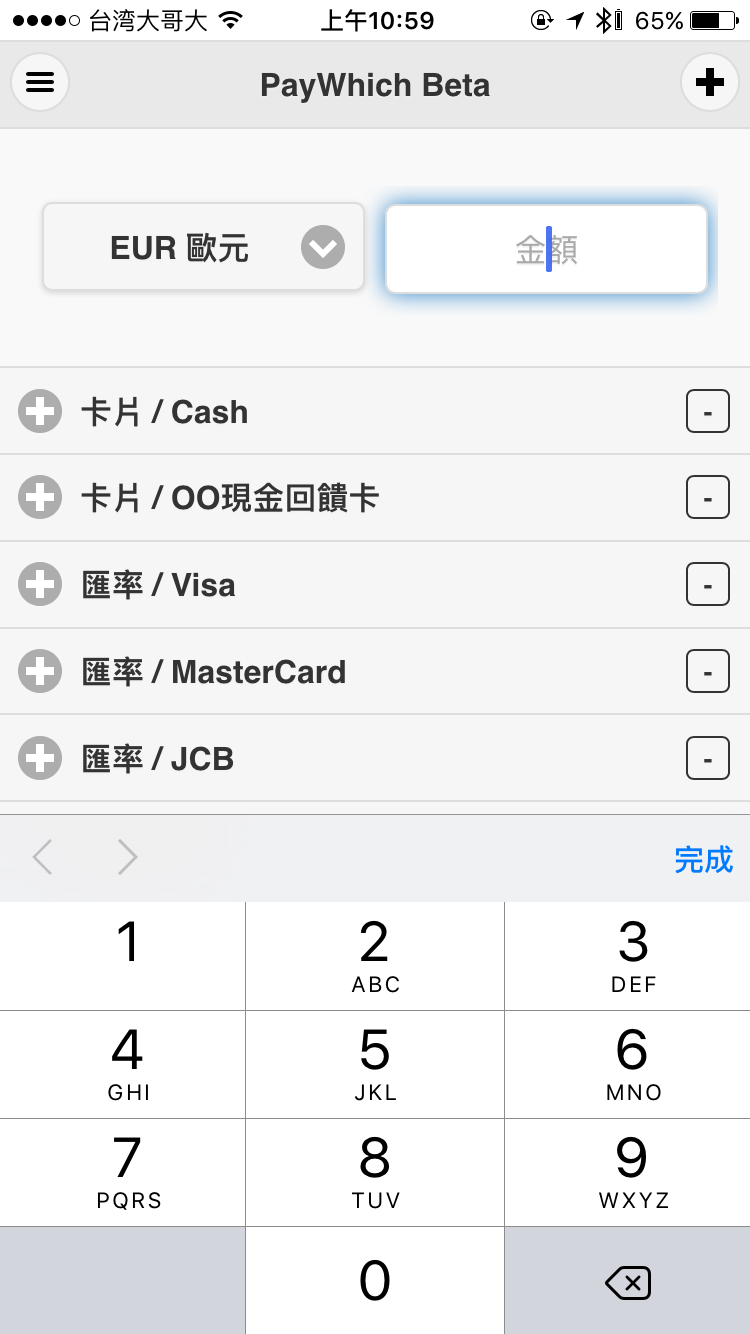 台湾大哥大 上午10:59 65%
PayWhich Beta
EUR 歐元 金額
卡片 / Cash -
卡片 / OO現金回饋卡 -
匯率 / Visa -
匯率 / MasterCard -
匯率 / JCB -
完成
1 2 3
ABC DEF
4 5 6
GHI JKL MNO
7 8 9
PQRS TUV WXYZ
0